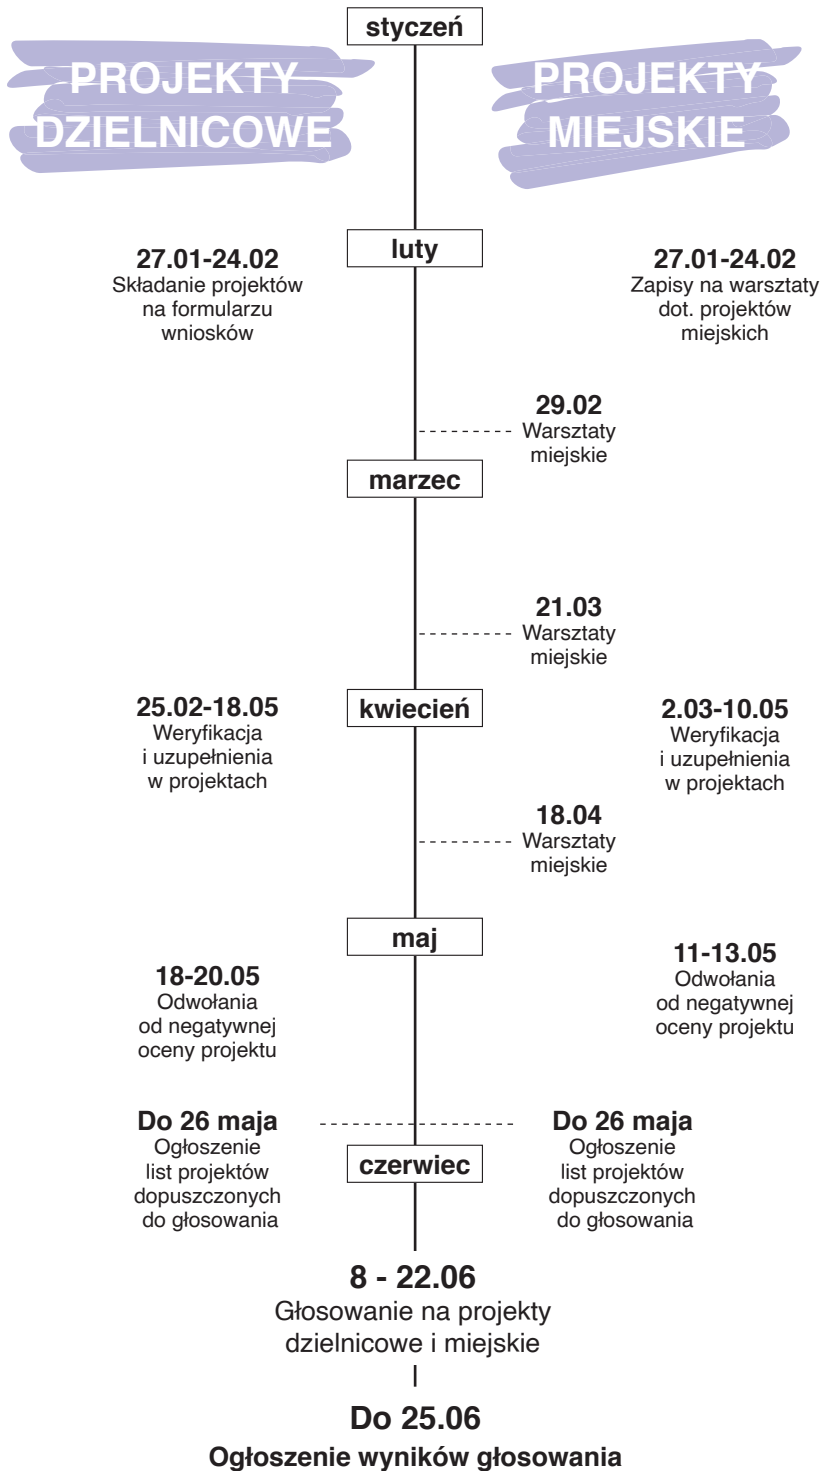 styczeń
PROJEKTY
DZIELNICOWE
PROJEKTY
MIEJSKIE
luty
27.01-24.02
Składanie projektów
na formularzu
wniosków
27.01-24.02
Zapisy na warsztaty
dot. projektów
miejskich
29.02
Warsztaty
miejskie
marzec
21.03
Warsztaty
miejskie
25.02-18.05
Weryfikacja
i uzupełnienia
w projektach
kwiecień
2.03-10.05
Weryfikacja
i uzupełnienia
w projektach
18.04
Warsztaty
miejskie
maj
18-20.05
Odwołania
od negatywnej
oceny projektu
11-13.05
Odwołania
od negatywnej
oceny projektu
Do 26 maja
Ogłoszenie
list projektów
dopuszczonych
do głosowania
Do 26 maja
Ogłoszenie
list projektów
dopuszczonych
do głosowania
czerwiec
8 - 22.06
Głosowanie na projekty
dzielnicowe i miejskie
Do 25.06
Ogłoszenie wyników głosowania